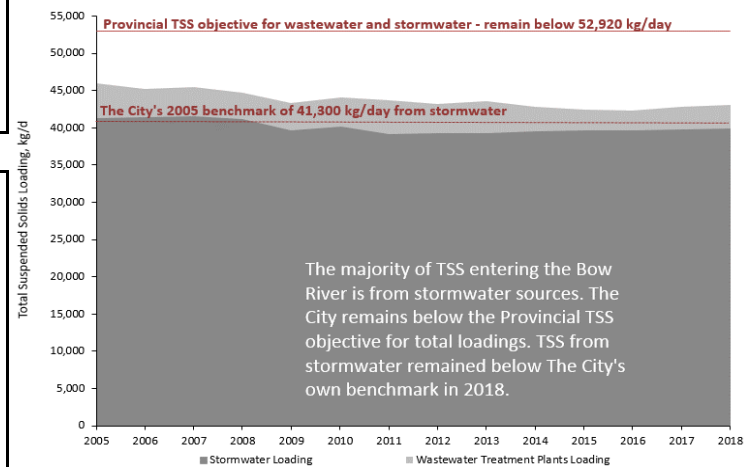 55,000
Provincial TSS objective for wastewater and stormwater - remain below 52,920 kg/day
50,000
45,000
The City's 2005 benchmark of 41,300 kg/day from stormwater
40,000
35,000
30,000
25,000
20,000
15,000
10,000
5,000
0
Total Suspended Solids Loading, kg/d
The majority of TSS entering the Bow
River is from stormwater sources. The
City remains below the Provincial TSS
objective for total loadings. TSS from
stormwater remained below The City's
own benchmark in 2018.
2005 2006 2007 2008 2009 2010 2011 2012 2013 2014 2015 2016 2017 2018
Stormwater Loading Wastewater Treatment Plants Loading